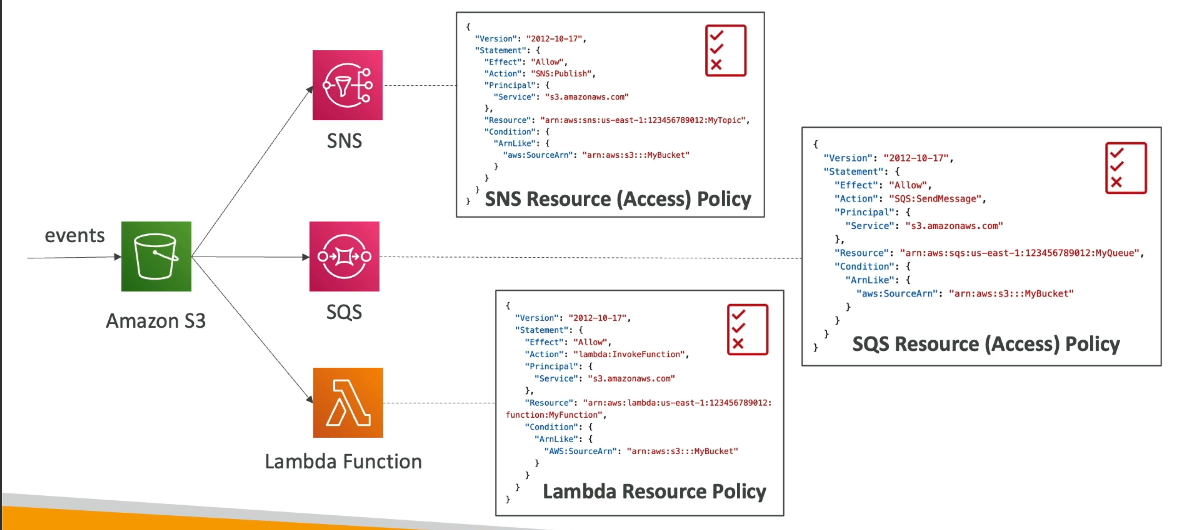 {
"Version": "2012-10-17",
"Statement": {
"Effect": "Allow",
"Action": "SNS:Publish",
"Principal": {
"Service": "s3.amazonaws.com"
},
"Resource": "arn:aws:sns:us-east-1:123456789012:MyTopic",
"Condition": {
"ArnLike": {
"aws:SourceArn": "arn:aws:s3:::MyBucket"
}
}
}
}
SNS Resource (Access) Policy
SNS
{
"Version": "2012-10-17",
"Statement": {
"Effect": "Allow",
"Action": "SQS:SendMessage",
"Principal": {
"Service": "s3.amazonaws.com"
},
"Resource": "arn:aws:sqs:us-east-1:123456789012:MyQueue",
"Condition": {
"ArnLike": {
"aws:SourceArn": "arn:aws:s3:::MyBucket"
}
}
}
}
SQS Resource (Access) Policy
events
Amazon S3
SQS
{
"Version": "2012-10-17",
"Statement": {
"Effect": "Allow",
"Action": "lambda:InvokeFunction",
"Principal": {
"Service": "s3.amazonaws.com"
},
"Resource": "arn:aws:lambda:us-east-1:123456789012:
function:MyFunction",
"Condition": {
"ArnLike": {
"AWS:SourceArn": "arn:aws:s3:::MyBucket"
}
}
}
}
Lambda Resource Policy
Lambda Function